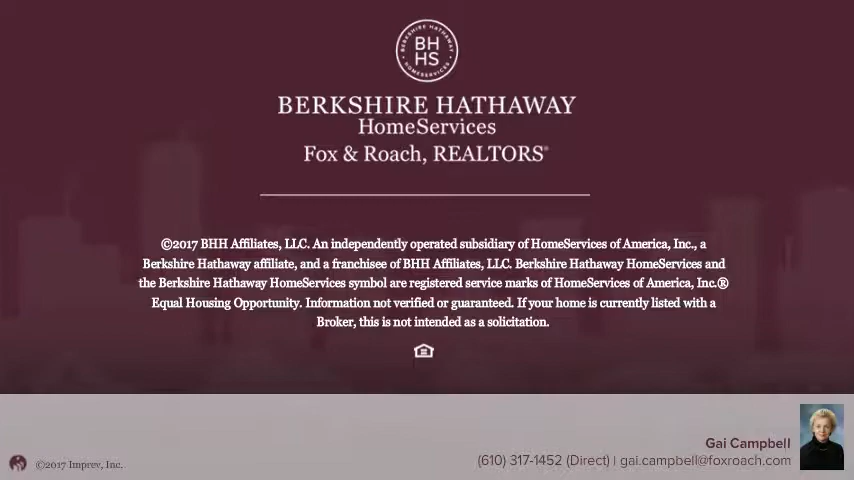 BERKSHIRE HATHAWAY HOMESERVICES
BH
HS
BERKSHIRE HATHAWAY
HomeServices
Fox & Roach, REALTORS®
©2017 BHH Affiliates, LLC. An independently operated subsidiary of HomeServices of America, Inc., a
Berkshire Hathaway affiliate, and a franchisee of BHH Affiliates, LLC. Berkshire Hathaway HomeServices and
the Berkshire Hathaway HomeServices symbol are registered service marks of HomeServices of America, Inc.®
Equal Housing Opportunity. Information not verified or guaranteed. If your home is currently listed with a
Broker, this is not intended as a solicitation.
Gai Campbell
(610) 317-1452 (Direct) | gai.campbell@foxroach.com
©2017 Imprev, Inc.